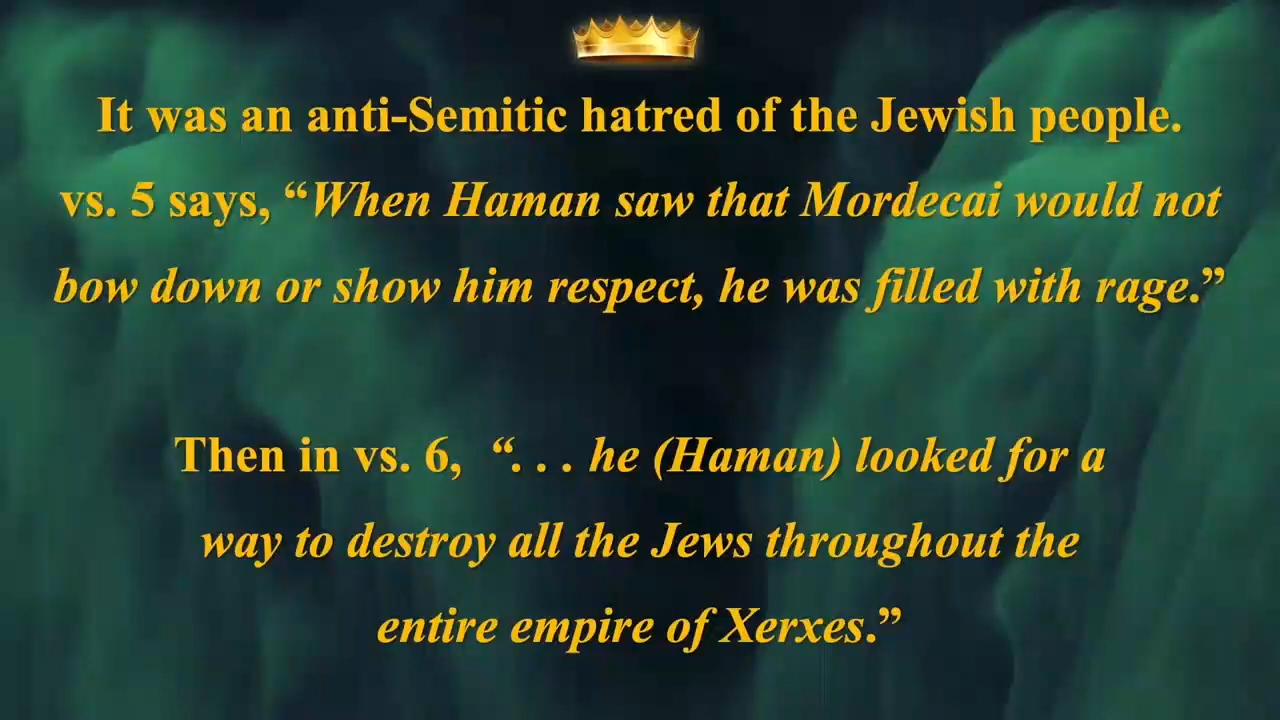 It was an anti-Semitic hatred of the Jewish people.
vs. 5 says, “When Haman saw that Mordecai would not
bow down or show him respect, he was filled with rage.”
Then in vs. 6,  “. . . he (Haman) looked for a
way to destroy all the Jews throughout the
entire empire of Xerxes.”